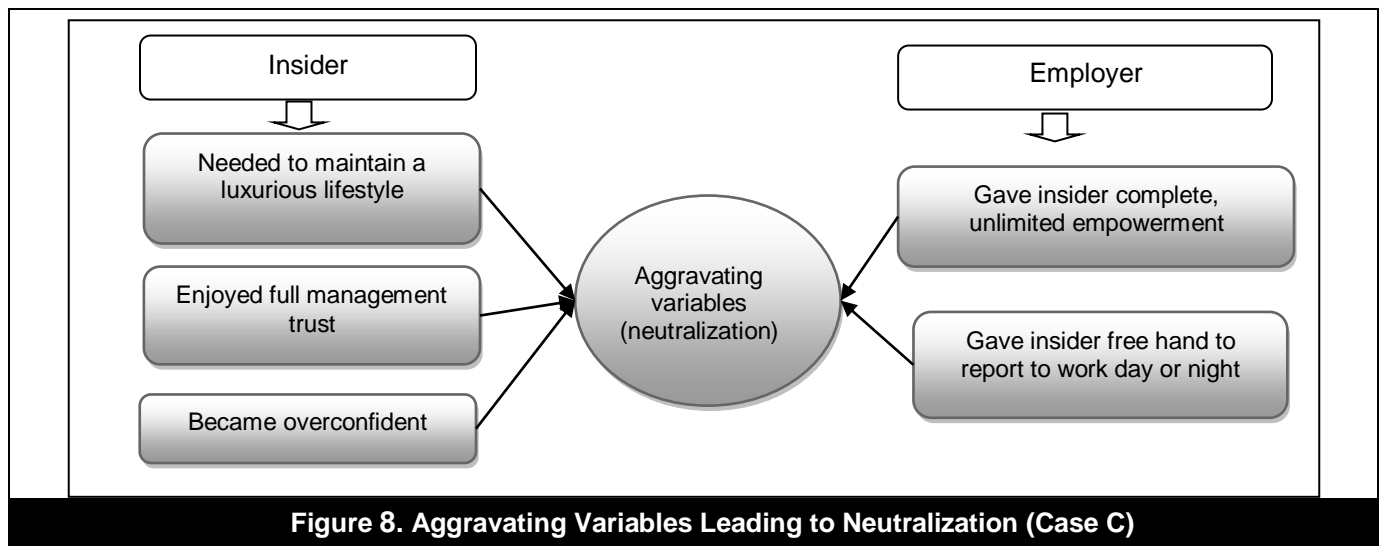 Insider
Needed to maintain a
luxurious lifestyle
Enjoyed full management
trust
Became overconfident
Aggravating
variables
(neutralization)
Employer
Gave insider complete,
unlimited empowerment
Gave insider free hand to
report to work day or night
Figure 8. Aggravating Variables Leading to Neutralization (Case C)